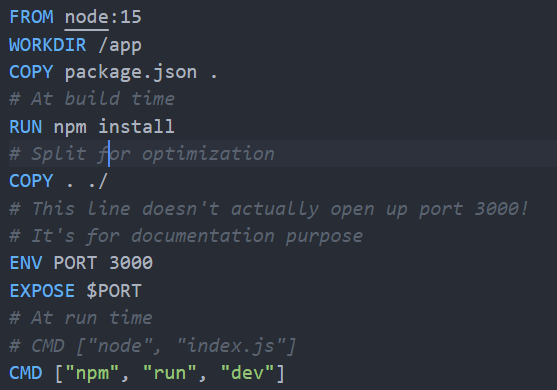 FROM node:15
WORKDIR /app
COPY package.json .
# At build time
RUN npm install
# Split for optimization
COPY . ./
# This line doesn't actually open up port 3000!
# It's for documentation purpose
ENV PORT 3000
EXPOSE $PORT
# At run time
# CMD ["node", "index.js"]
CMD ["npm", "run", "dev"]